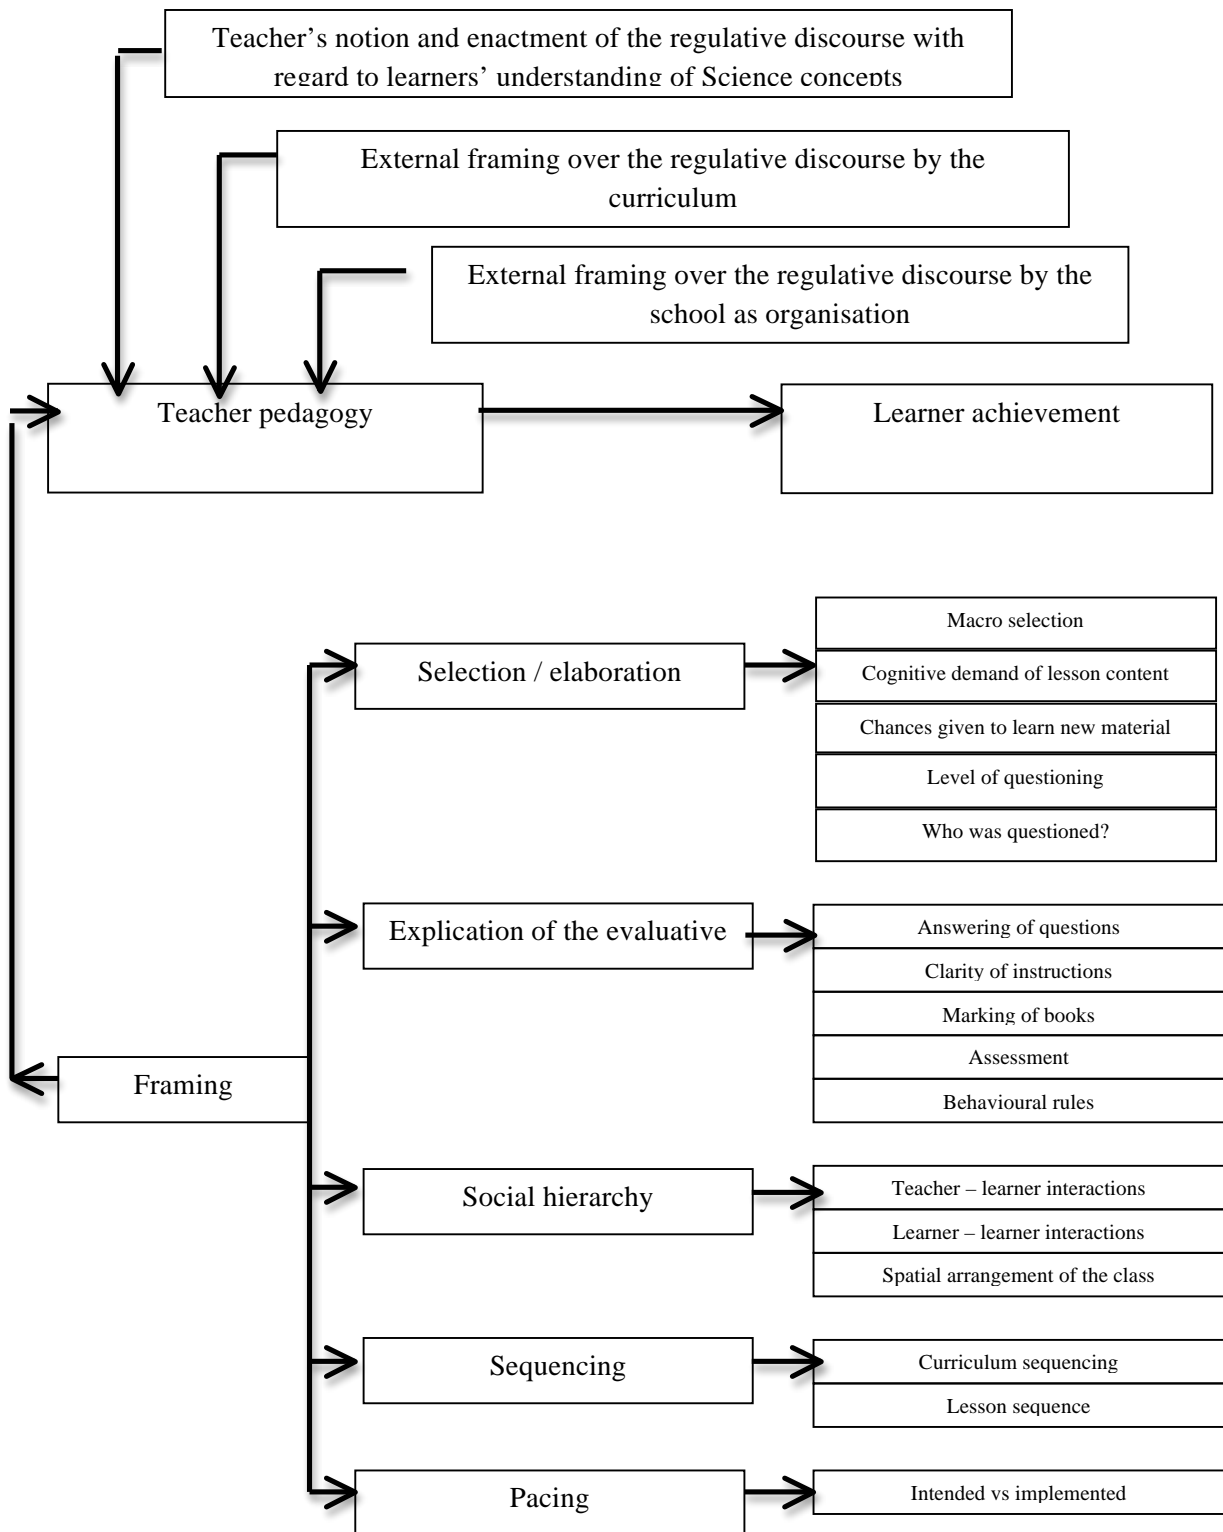 Teacher’s notion and enactment of the regulative discourse with
regard to learners’ understanding of Science concepts
External framing over the regulative discourse by the
curriculum
External framing over the regulative discourse by the
school as organisation
Teacher pedagogy
Learner achievement
Framing
Selection / elaboration
Macro selection
Cognitive demand of lesson content
Chances given to learn new material
Level of questioning
Who was questioned?
Explication of the evaluative
Answering of questions
Clarity of instructions
Marking of books
Assessment
Behavioural rules
Social hierarchy
Teacher – learner interactions
Learner – learner interactions
Spatial arrangement of the class
Sequencing
Curriculum sequencing
Lesson sequence
Pacing
Intended vs implemented